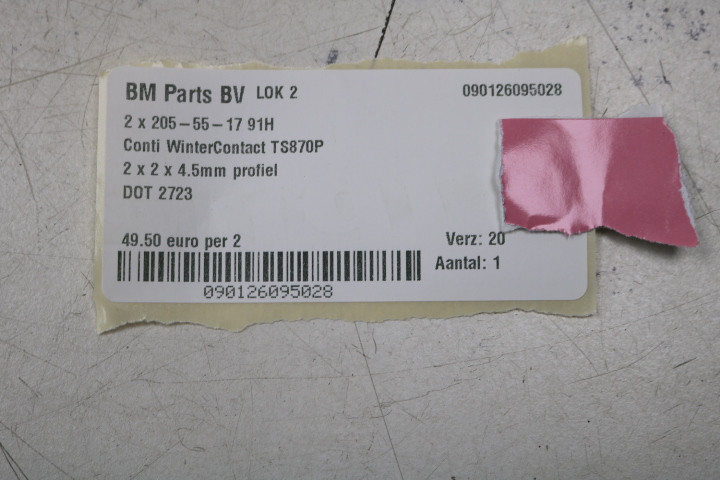 BM Parts BV LOK 2 090126095028
2 x 205-55-17 91H
Conti WinterContact TS870P
2 x 2 x 4.5mm profiel
DOT 2723
49.50 euro per 2 Verz: 20
Aantal: 1
090126095028